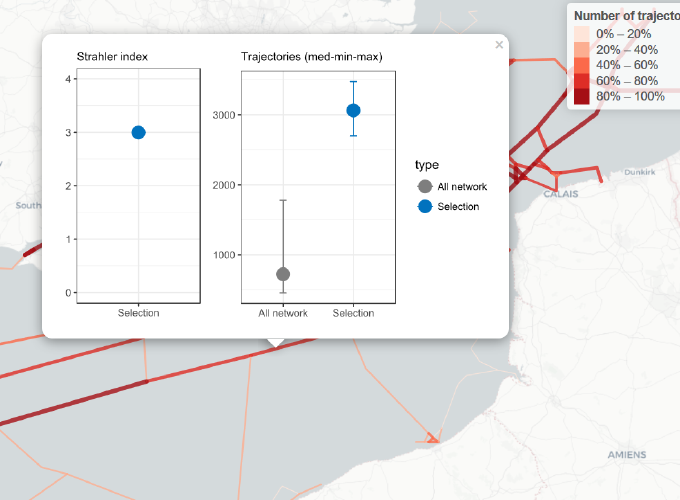 Number of trajecto
0% – 20%
20% – 40%
40% – 60%
60% – 80%
80% – 100%
×
Strahler index
4
3
2
1
0
Selection
Trajectories (med-min-max)
3000
2000
1000
All network
Selection
type
All network
Selection
South
CALAIS
Dunkirk
AMIENS